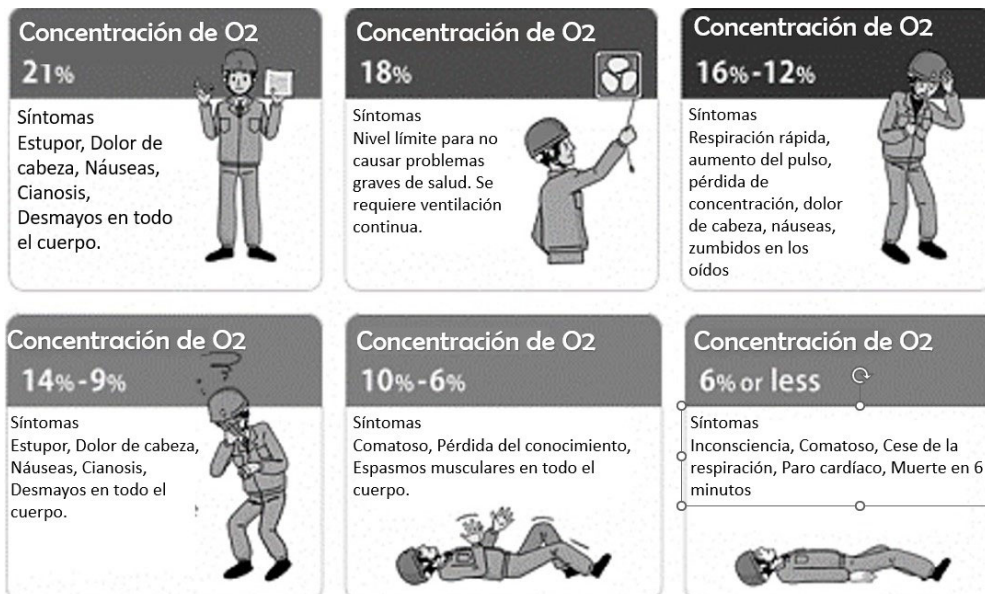 Concentración de O2
21%
Síntomas
Estupor, Dolor de
cabeza, Náuseas,
Cianosis,
Desmayos en todo
el cuerpo.
Concentración de O2
18%
Síntomas
Nivel límite para no
causar problemas
graves de salud. Se
requiere ventilación
continua.
Concentración de O2
16%-12%
Síntomas
Respiración rápida,
aumento del pulso,
pérdida de
concentración, dolor
de cabeza, náuseas,
zumbidos en los
oídos
Concentración de O2
14%-9%
Síntomas
Estupor, Dolor de cabeza,
Náuseas, Cianosis,
Desmayos en todo el
cuerpo.
Concentración de O2
10%-6%
Síntomas
Comatoso, Pérdida del conocimiento,
Espasmos musculares en todo el
cuerpo.
Concentración de O2
6% or less
Síntomas
Inconsciencia, Comatoso, Cese de la
respiración, Paro cardíaco, Muerte en 6
minutos